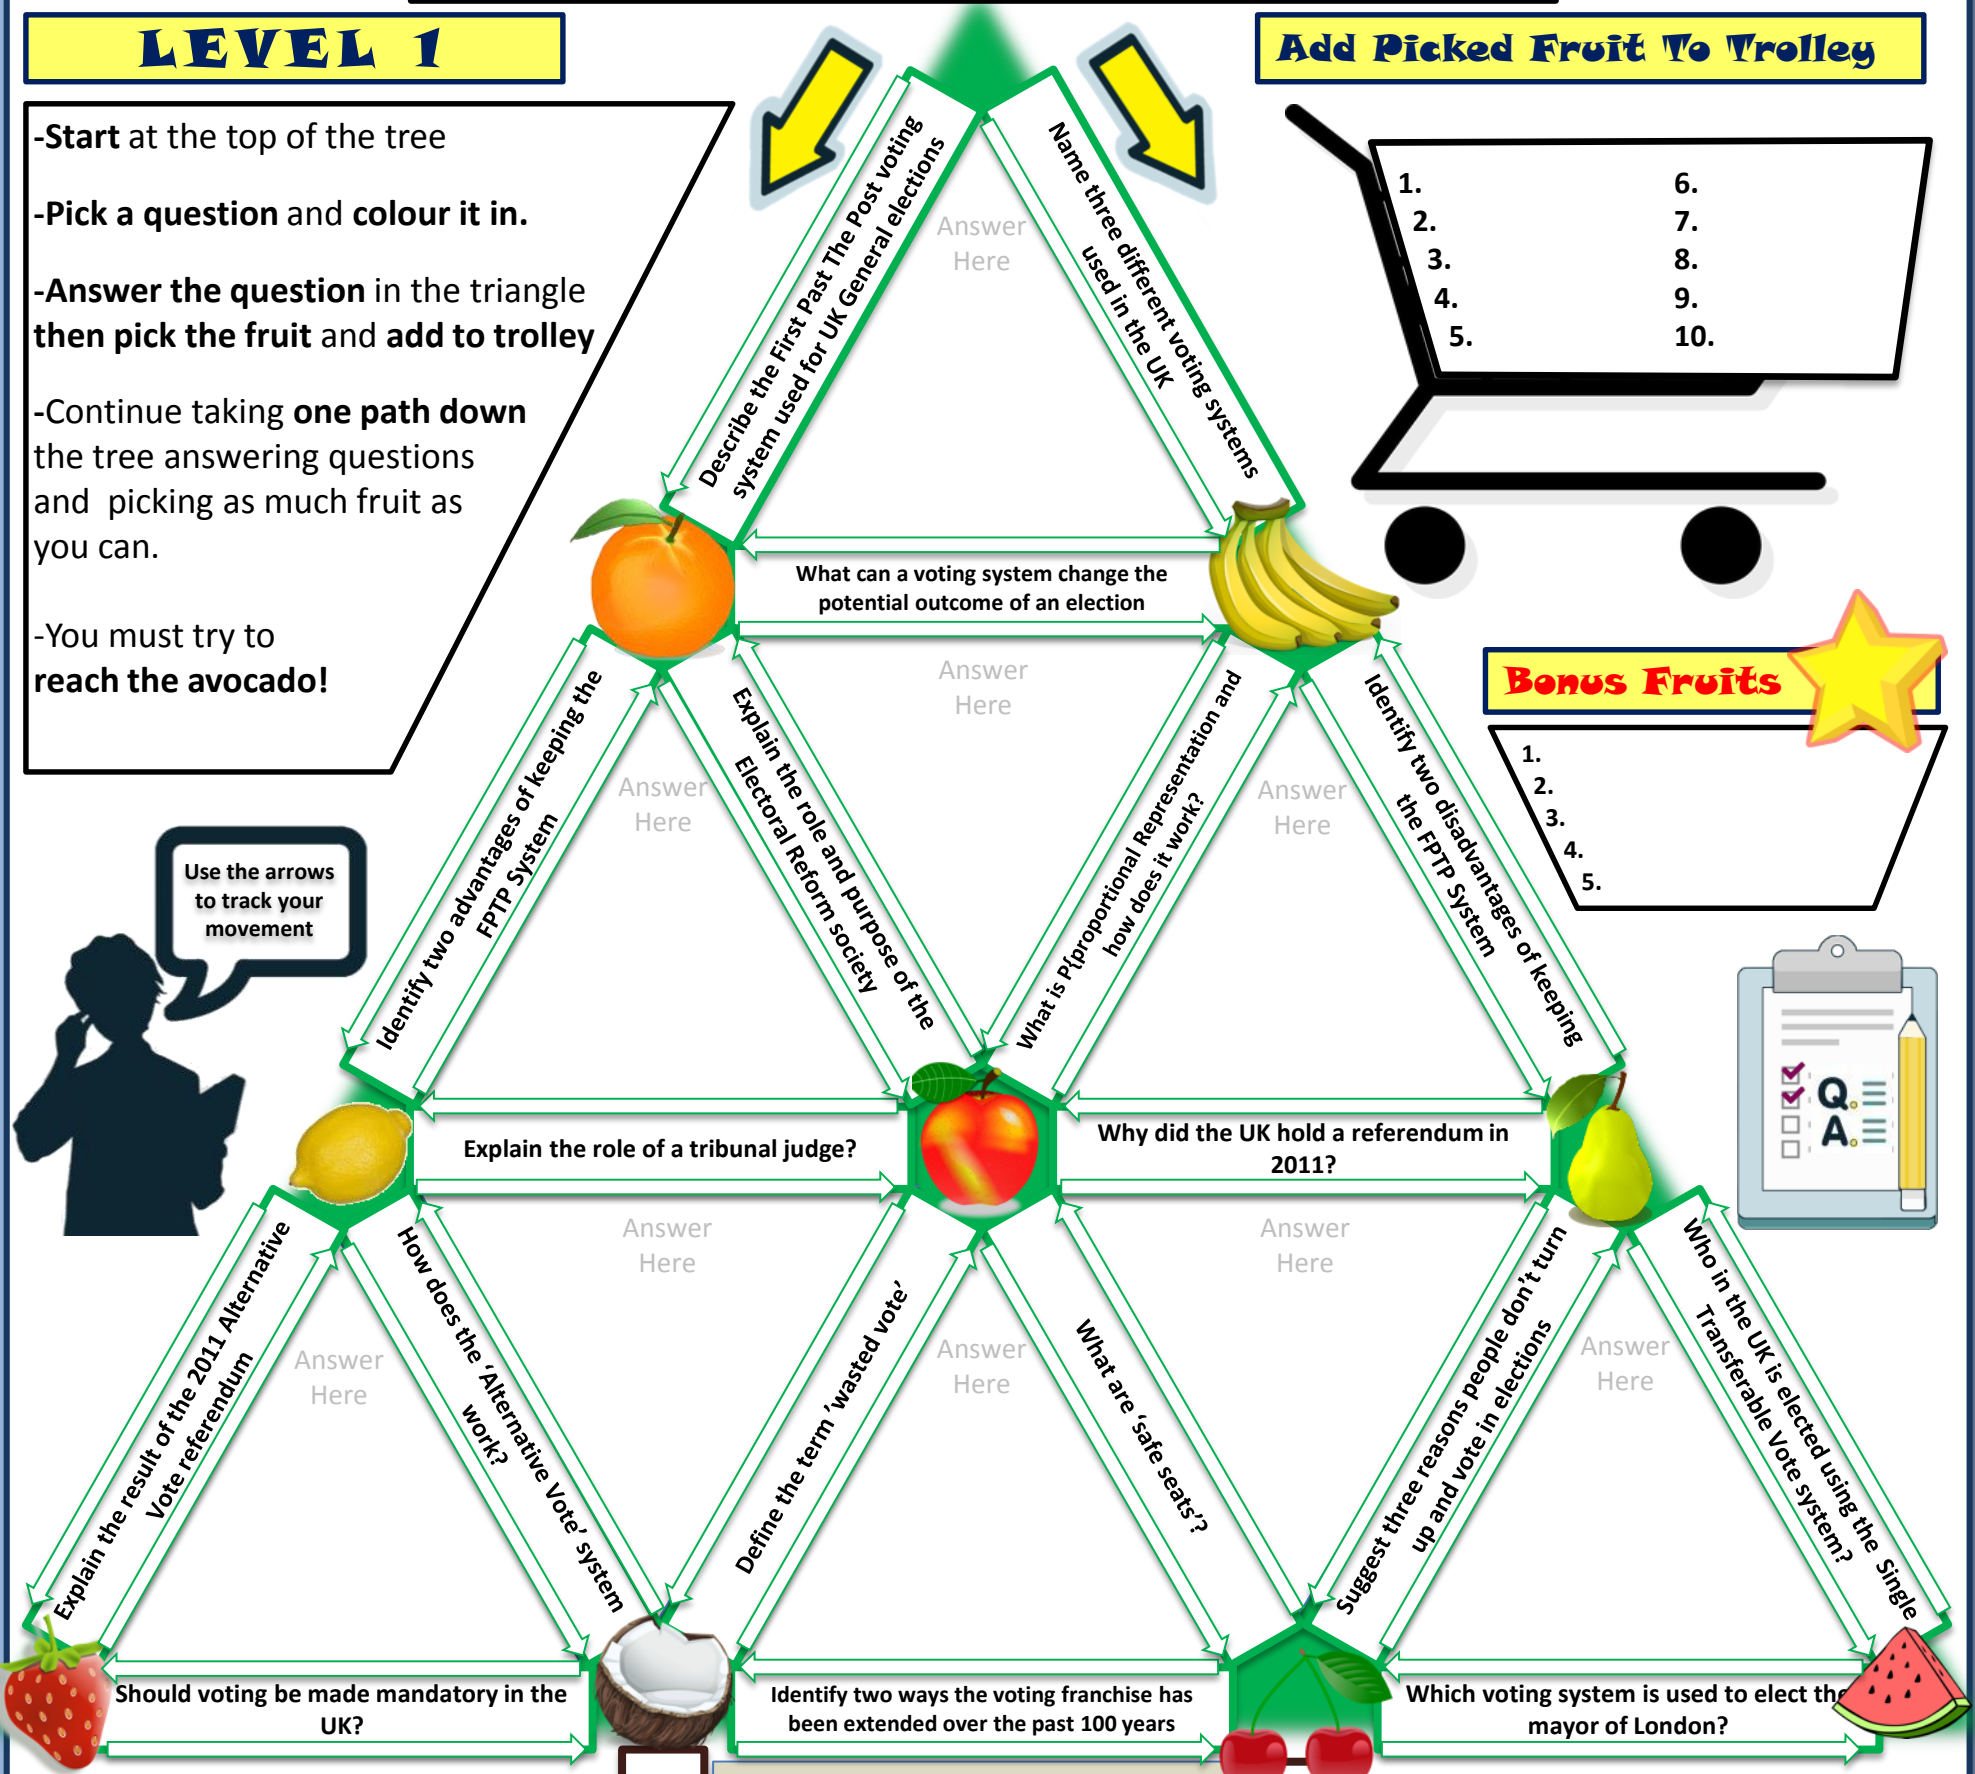 LEVEL 1
-Start at the top of the tree
-Pick a question and colour it in.
-Answer the question in the triangle
then pick the fruit and add to trolley
-Continue taking one path down
the tree answering questions
and picking as much fruit as
you can.
-You must try to
reach the avocado!
Add Picked Fruit To Trolley
1.
2.
3.
4.
5.
6.
7.
8.
9.
10.
Bonus Fruits
1.
2.
3.
4.
5.
Use the arrows
to track your
movement
Q.
A.
Describe the First Past The Post voting
system used for UK General elections
Name three different voting systems
used in the UK
Answer
Here
What can a voting system change the
potential outcome of an election
Answer
Here
Identify two advantages of keeping the
FPTP System
Answer
Here
Explain the role and purpose of the
Electoral Reform society
What is P{proportional Representation and
how does it work?
Answer
Here
Identify two disadvantages of keeping
the FPTP System
Explain the role of a tribunal judge?
Answer
Here
Why did the UK hold a referendum in
2011?
Answer
Here
Explain the result of the 2011 Alternative
Vote referendum
Answer
Here
How does the ‘Alternative Vote’ system
work?
Define the term ’wasted vote’
Answer
Here
What are ‘safe seats’?
Suggest three reasons people don’t turn
up and vote in elections
Answer
Here
Who in the UK is elected using the Single
Transferable Vote system?
Should voting be made mandatory in the
UK?
Identify two ways the voting franchise has
been extended over the past 100 years
Which voting system is used to elect the
mayor of London?